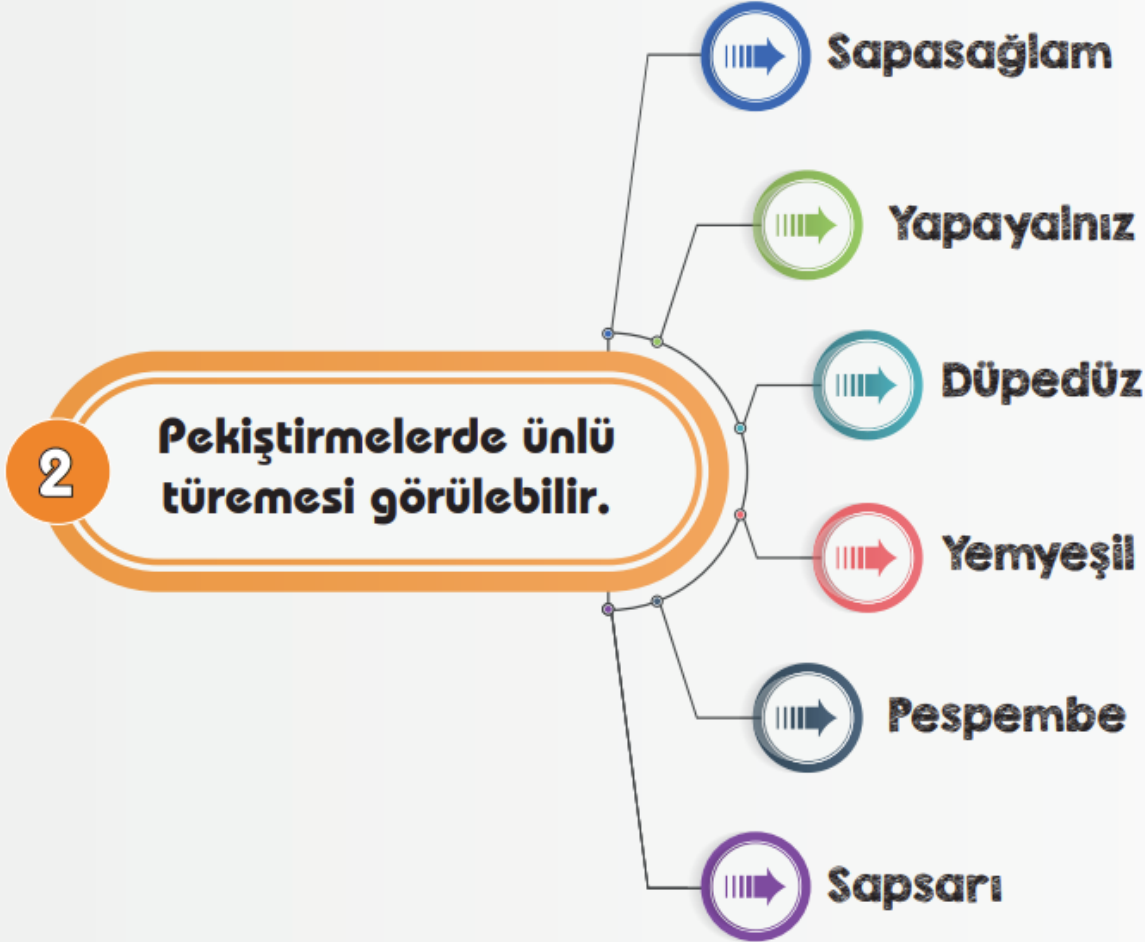 2
Pekiştirmelerde ünlü
türemesi görülebilir.
Sapasağlam
Yapayalnız
Düpedüz
Yemyeşil
Pespembe
Sapsarı